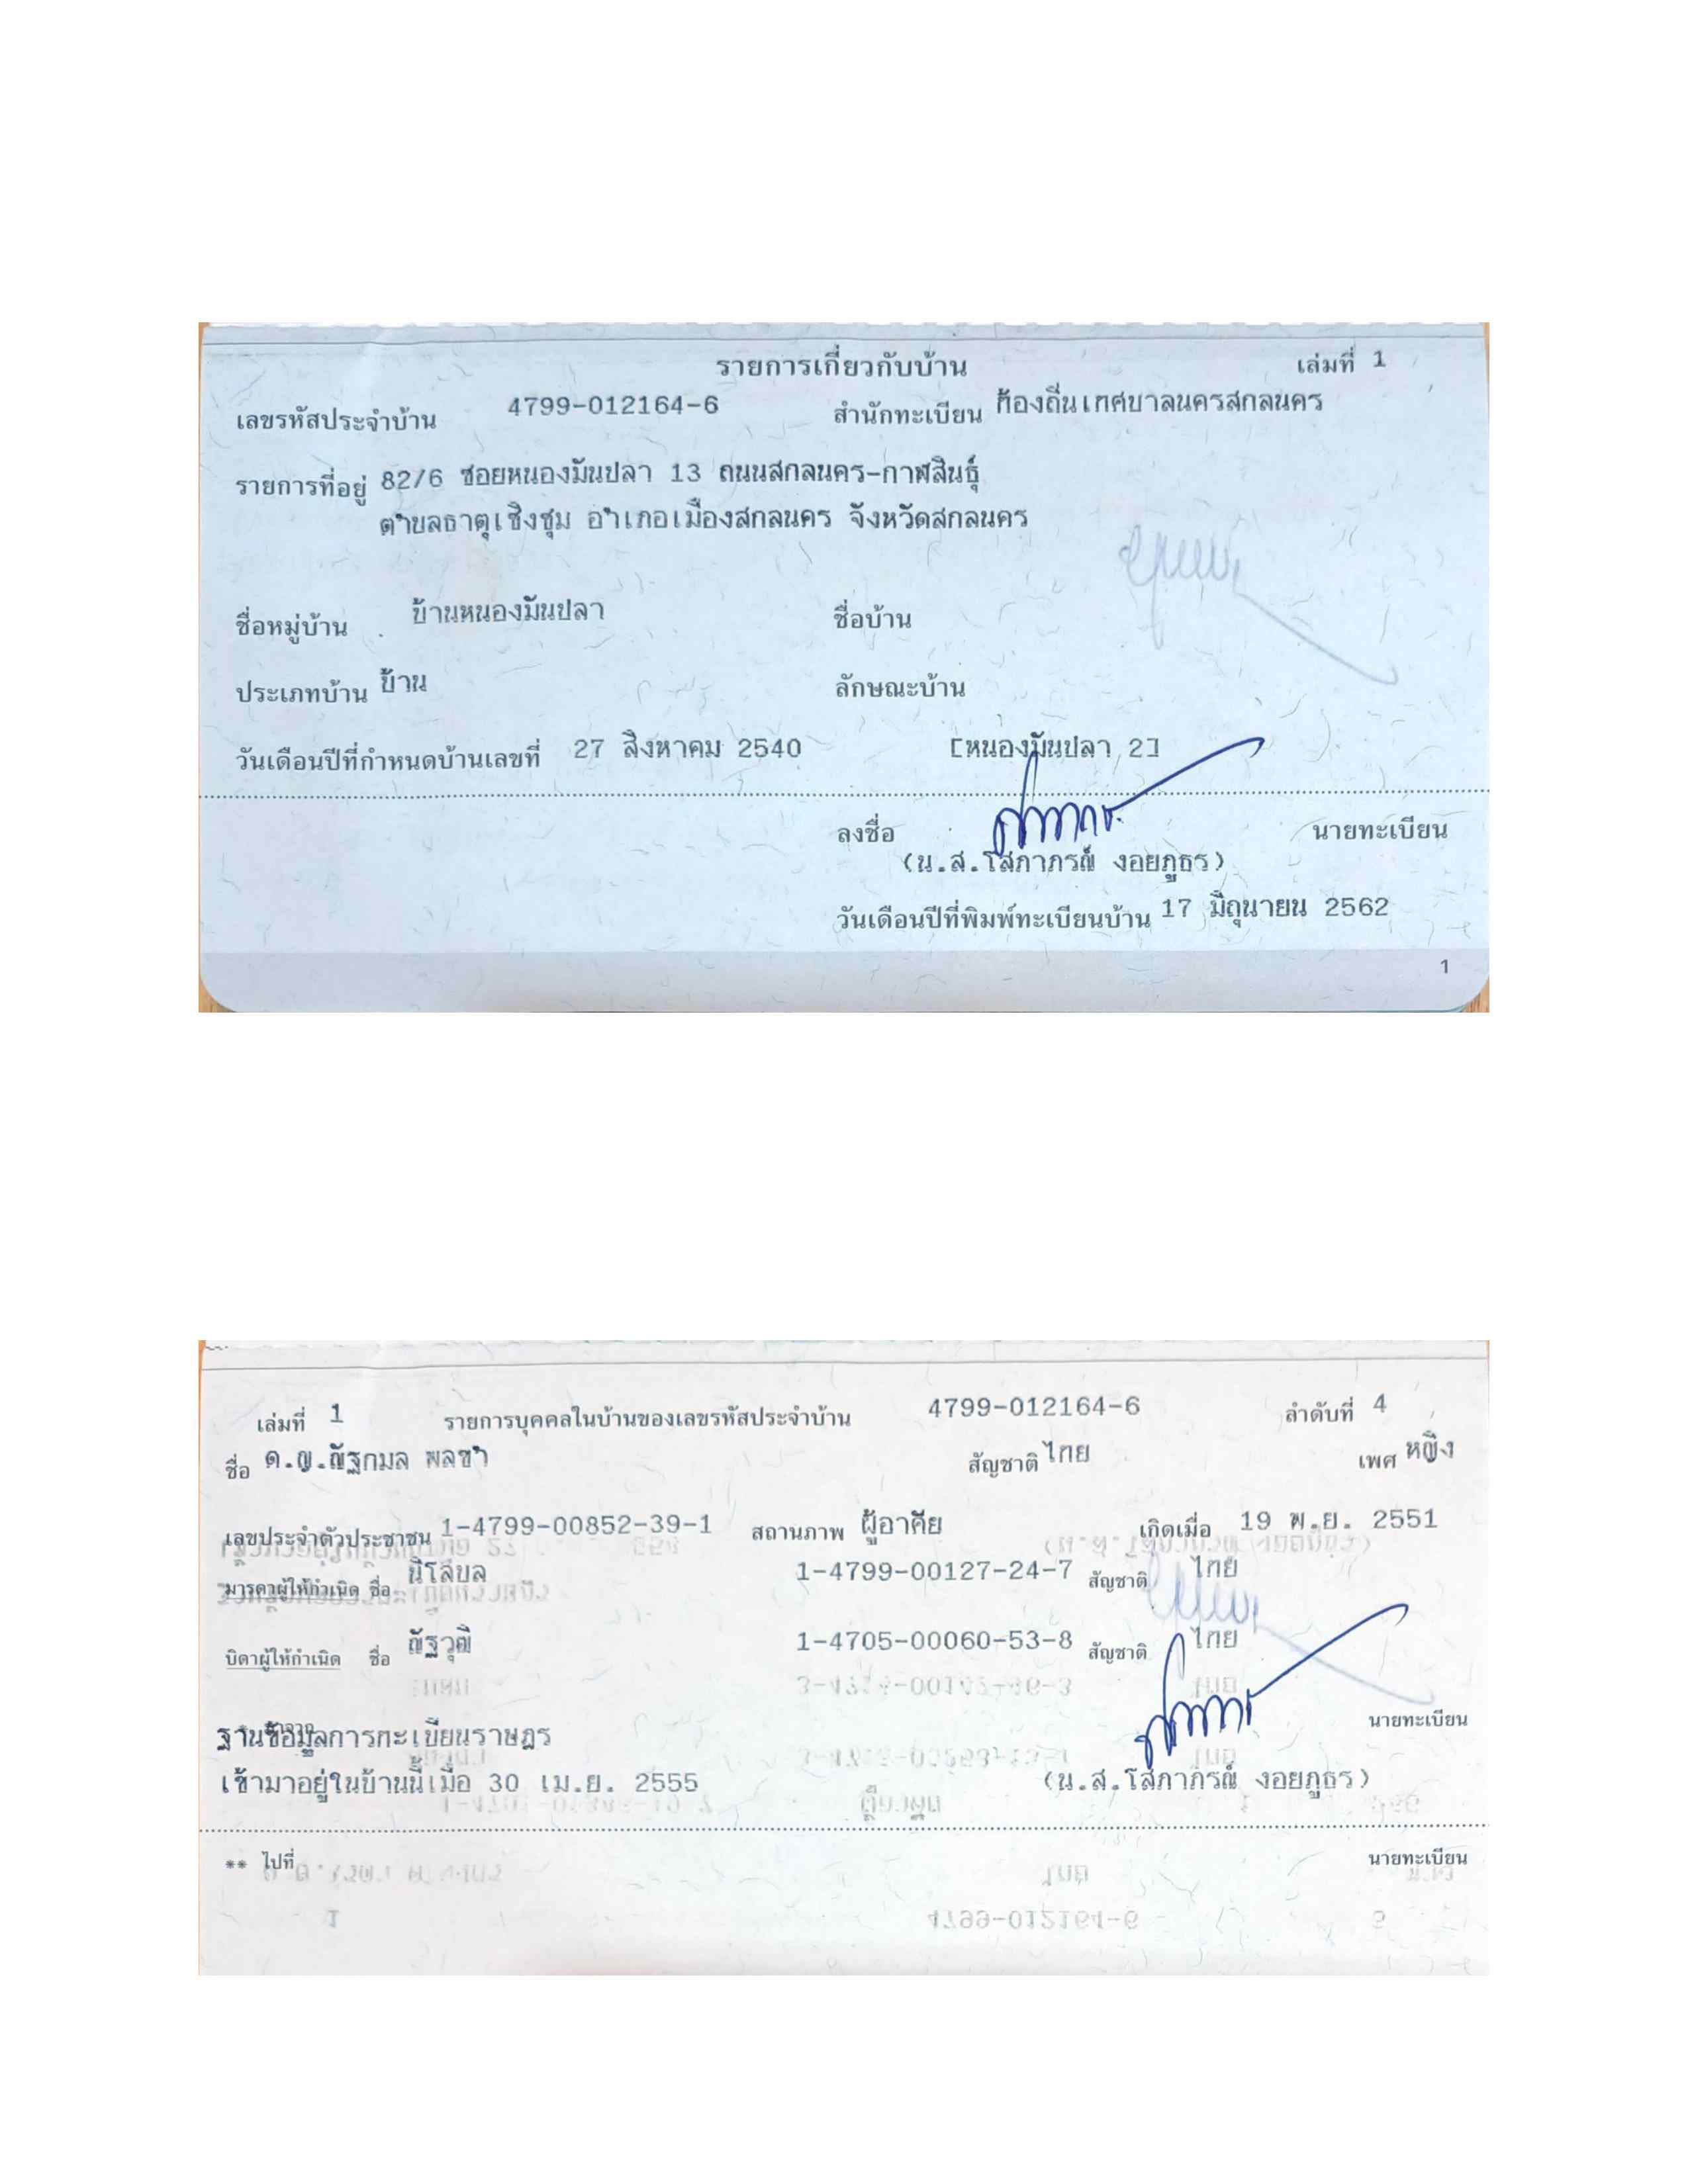 รายการเกี่ยวกับบ้าน เล่มที่ 1
เลขรหัสประจำบ้าน 4799-012164-6 สำนักทะเบียน ท้องถิ่นเทศบาลนครสกลนคร
รายการที่อยู่ 82/6 ซอยหนองมันปลา 13 ถนนสกลนคร-กาฬสินธุ์
ตำบลธาตุเชิงชุม อำเภอเมืองสกลนคร จังหวัดสกลนคร
ชื่อหมู่บ้าน บ้านหนองมันปลา ชื่อบ้าน
ประเภทบ้าน บ้าน ลักษณะบ้าน
วันเดือนปีที่กำหนดบ้านเลขที่ 27 สิงหาคม 2540 [หนองมันปลา 2]
ลงชื่อ นายทะเบียน
(น.ส.โสภาภรณ์ งอยภูธร)
วันเดือนปีที่พิมพ์ทะเบียนบ้าน 17 มิถุนายน 2562
1
เล่มที่ 1 รายการบุคคลในบ้านของเลขรหัสประจำบ้าน 4799-012164-6 ลำดับที่ 4
ชื่อ ด.ญ.ณัฐกมล พลขำ สัญชาติ ไทย เพศ หญิง
เลขประจำตัวประชาชน 1-4799-00852-39-1 สถานภาพ ผู้อาศัย เกิดเมื่อ 19 พ.ย. 2551
มารดาผู้ให้กำเนิด ชื่อ นิโลบล 1-4799-00127-24-7 สัญชาติ ไทย
บิดาผู้ให้กำเนิด ชื่อ ณัฐวุฒิ 1-4705-00060-53-8 สัญชาติ ไทย
นายทะเบียน
ฐานข้อมูลการทะเบียนราษฎร
เข้ามาอยู่ในบ้านนี้เมื่อ 30 เม.ย. 2555 (น.ส.โสภาภรณ์ งอยภูธร)
** ไปที่ นายทะเบียน